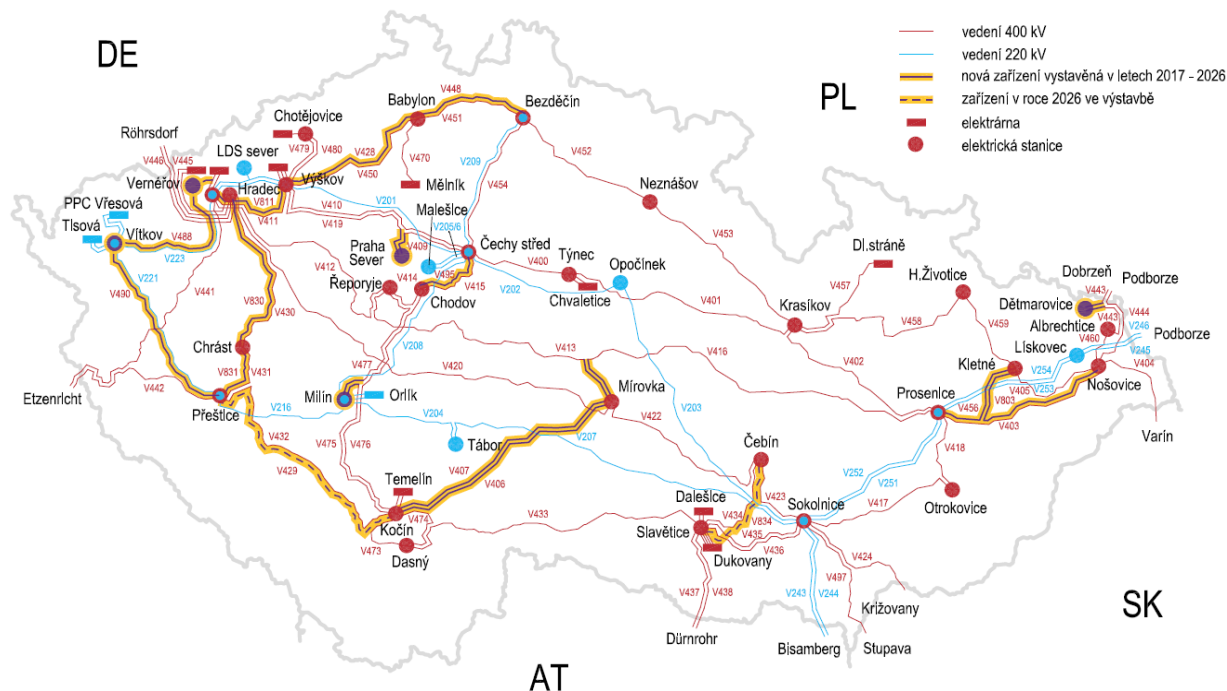 DE
PL
SK
AT
vedení 400 kV
vedení 220 kV
nová zařízení vystavěná v letech 2017 - 2026
zařízení v roce 2026 ve výstavbě
elektrárna
elektrická stanice
V448
Babylon
V451
Bezděčín
Chotějovice
V479
V480
Röhrsdorf
LDS sever
V446
V445
V428
V450
V470
V209
V452
Výškov
Verneřov
Hradec
V811
V411
Mělník
V454
Neznášov
PPC Vřesová
Tlsová
V410
V201
Malešice
V419
V205/6
V488
V223
Vítkov
Praha
Sever
V409
Čechy střed
Týnec
V400
Opočínek
V453
Dl.stráně
V457
H.Životice
Dobrzeň
Podborze
V443
V444
Dětmarovice
V221
V490
V441
V412
Řeporyje
V414
V495
V415
Chodov
V202
Chvaletice
V401
Krasíkov
V458
V459
Albrechtice
V443
V460
V246
Podborze
V245
V830
V430
V208
Lískovec
V404
V254
V253
Kletné
Nošovice
Chrást
V413
V416
V402
V405
V442
V831
V431
V477
V420
Mírovka
Prosenice
V456
V803
V403
Etzenricht
Přeštice
V216
Milín
Orlík
V204
V422
V203
V418
Varín
V432
V475
V476
Tábor
V207
Čebín
V252
V251
V429
V407
V406
Temelín
Dalešice
V423
Sokolnice
V417
Otrokovice
V474
Kočín
V433
V434
V834
V435
Slavětice
V436
V473
Dasný
Dukovany
V424
V497
V437
V438
V243
V244
Križovany
Dürnrohr
Bisamberg
Stupava